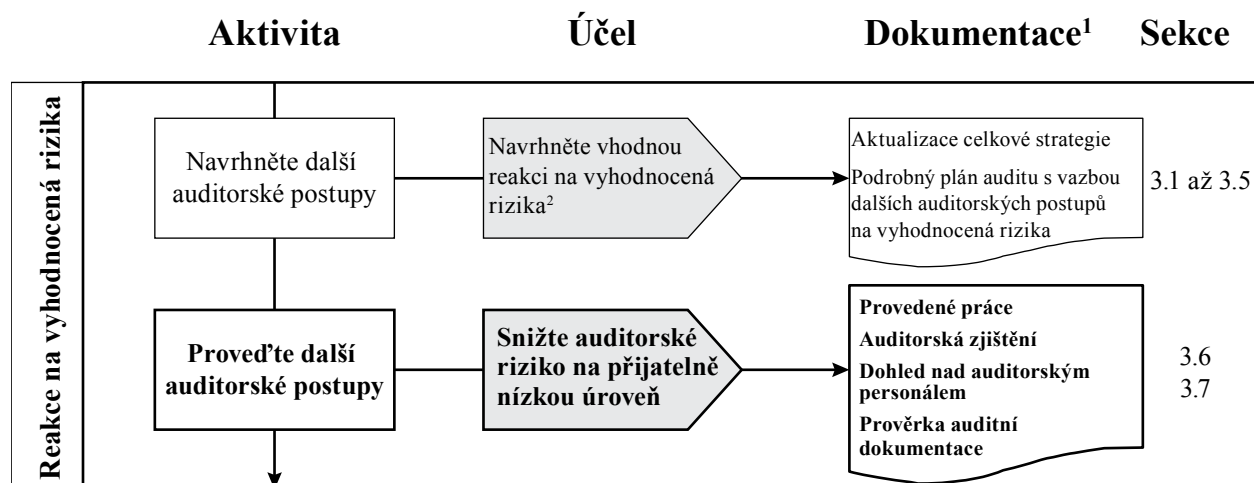 Aktivita
Účel
Dokumentace¹
Sekce
Reakce na vyhodnocená rizika
Navrhněte další
auditorské postupy
Navrhněte vhodnou
reakci na vyhodnocená
rizika²
Aktualizace celkové strategie
Podrobný plán auditu s vazbou
dalších auditorských postupů
na vyhodnocená rizika
3.1 až 3.5
Proveďte další
auditorské postupy
Snižte auditorské
riziko na přijatelně
nízkou úroveň
Provedené práce
Auditorská zjištění
Dohled nad auditorským
personálem
Prověrka auditní
dokumentace
3.6
3.7